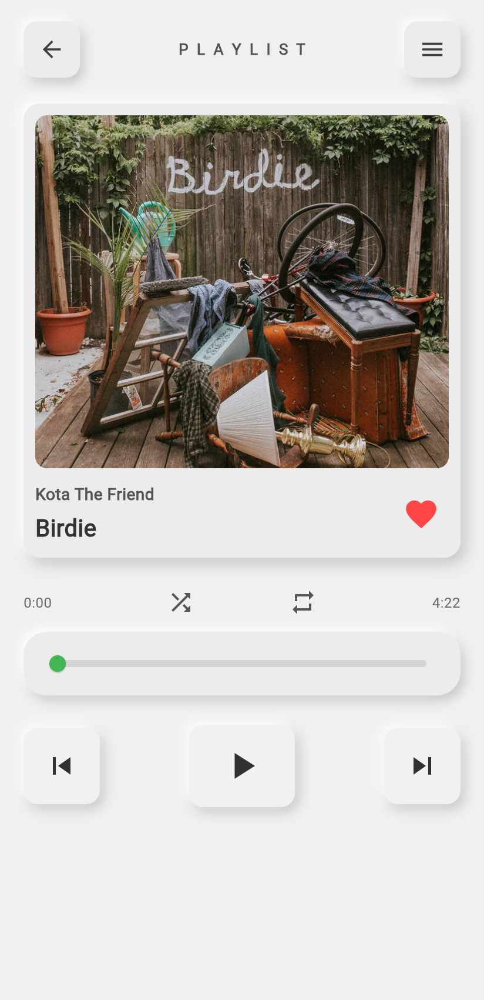 PLAYLIST
Birdie
Kota The Friend
Birdie
0:00
4:22